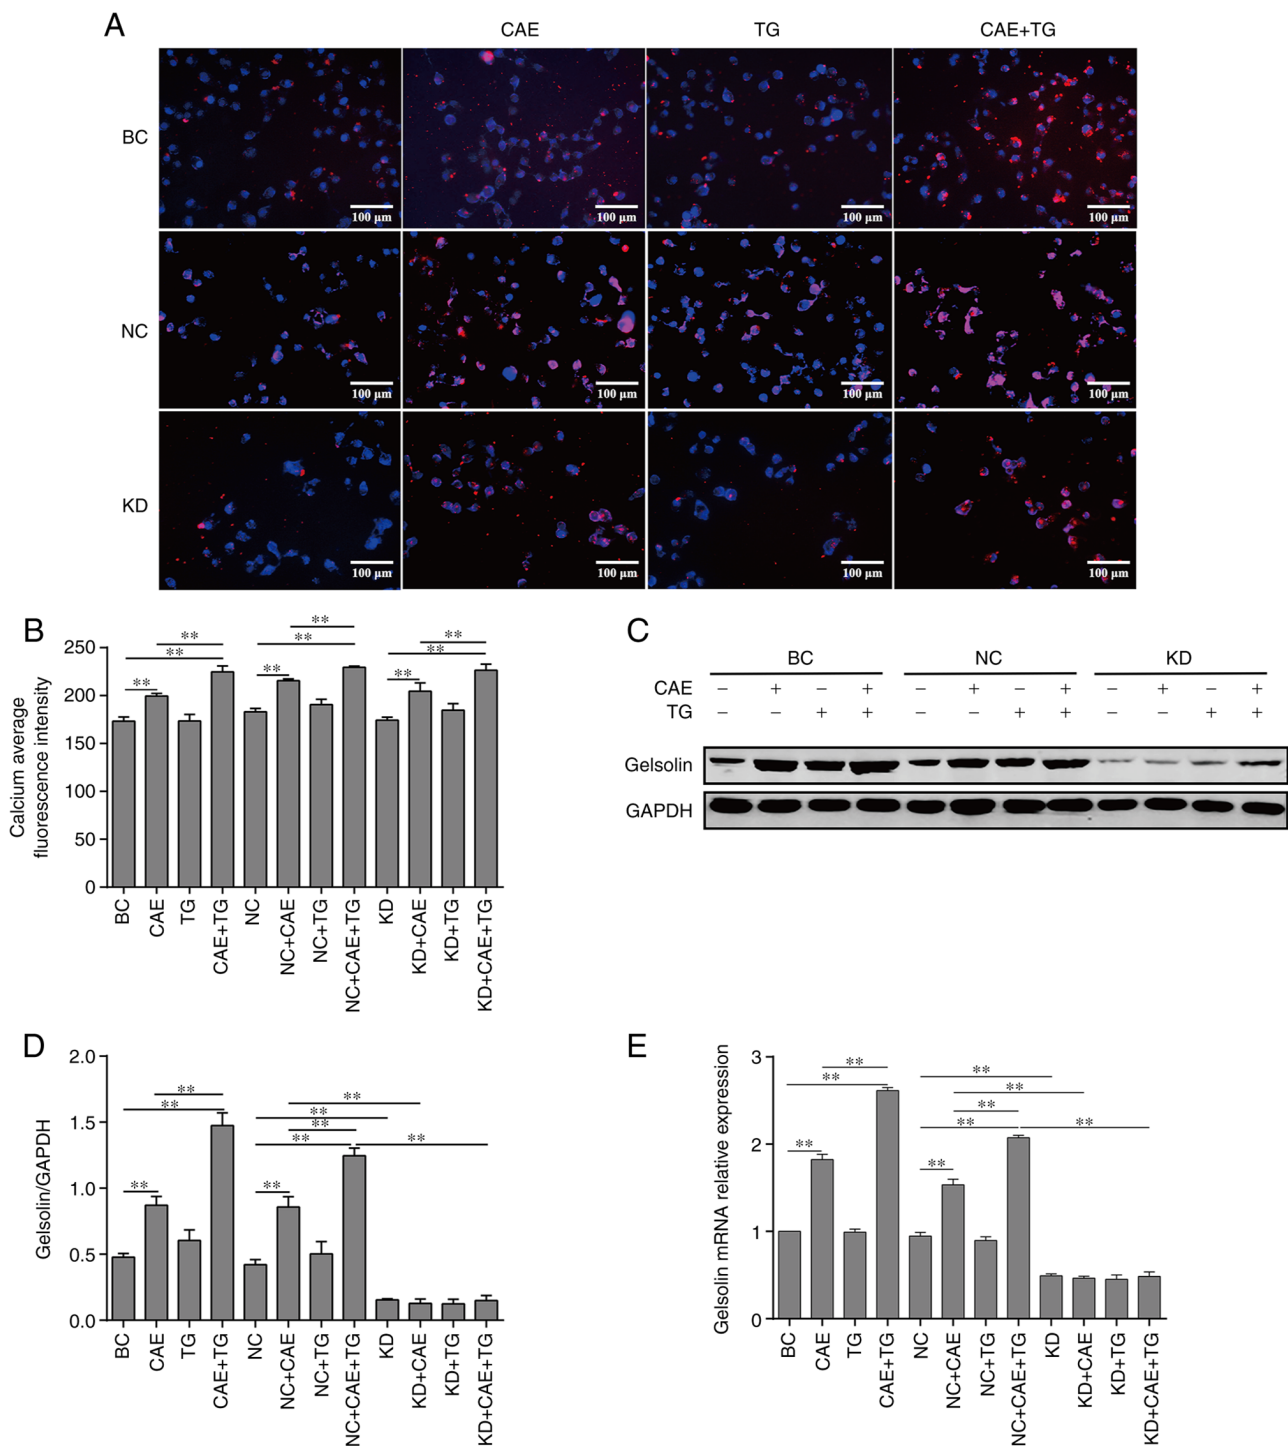 A
CAE
TG
CAE+TG
BC
100 µm
100 µm
100 µm
100 µm
NC
100 µm
100 µm
100 µm
100 µm
KD
100 µm
100 µm
100 µm
100 µm
B
Calcium average
fluorescence intensity
250
200
150
100
50
0
**
**
**
**
**
**
**
**
**
BC
CAE
TG
CAE+TG
NC
NC+CAE
NC+TG
NC+CAE+TG
KD
KD+CAE
KD+TG
KD+CAE+TG
C
BC
NC
KD
CAE − + − + − + − + − + − +
TG − − + + − − + + − − + +
Gelsolin
GAPDH
D
Gelsolin/GAPDH
2.0
1.5
1.0
0.5
0.0
**
**
**
**
**
**
**
**
**
BC
CAE
TG
CAE+TG
NC
NC+CAE
NC+TG
NC+CAE+TG
KD
KD+CAE
KD+TG
KD+CAE+TG
E
Gelsolin mRNA relative expression
3
2
1
0
**
**
**
**
**
**
**
**
**
BC
CAE
TG
CAE+TG
NC
NC+CAE
NC+TG
NC+CAE+TG
KD
KD+CAE
KD+TG
KD+CAE+TG